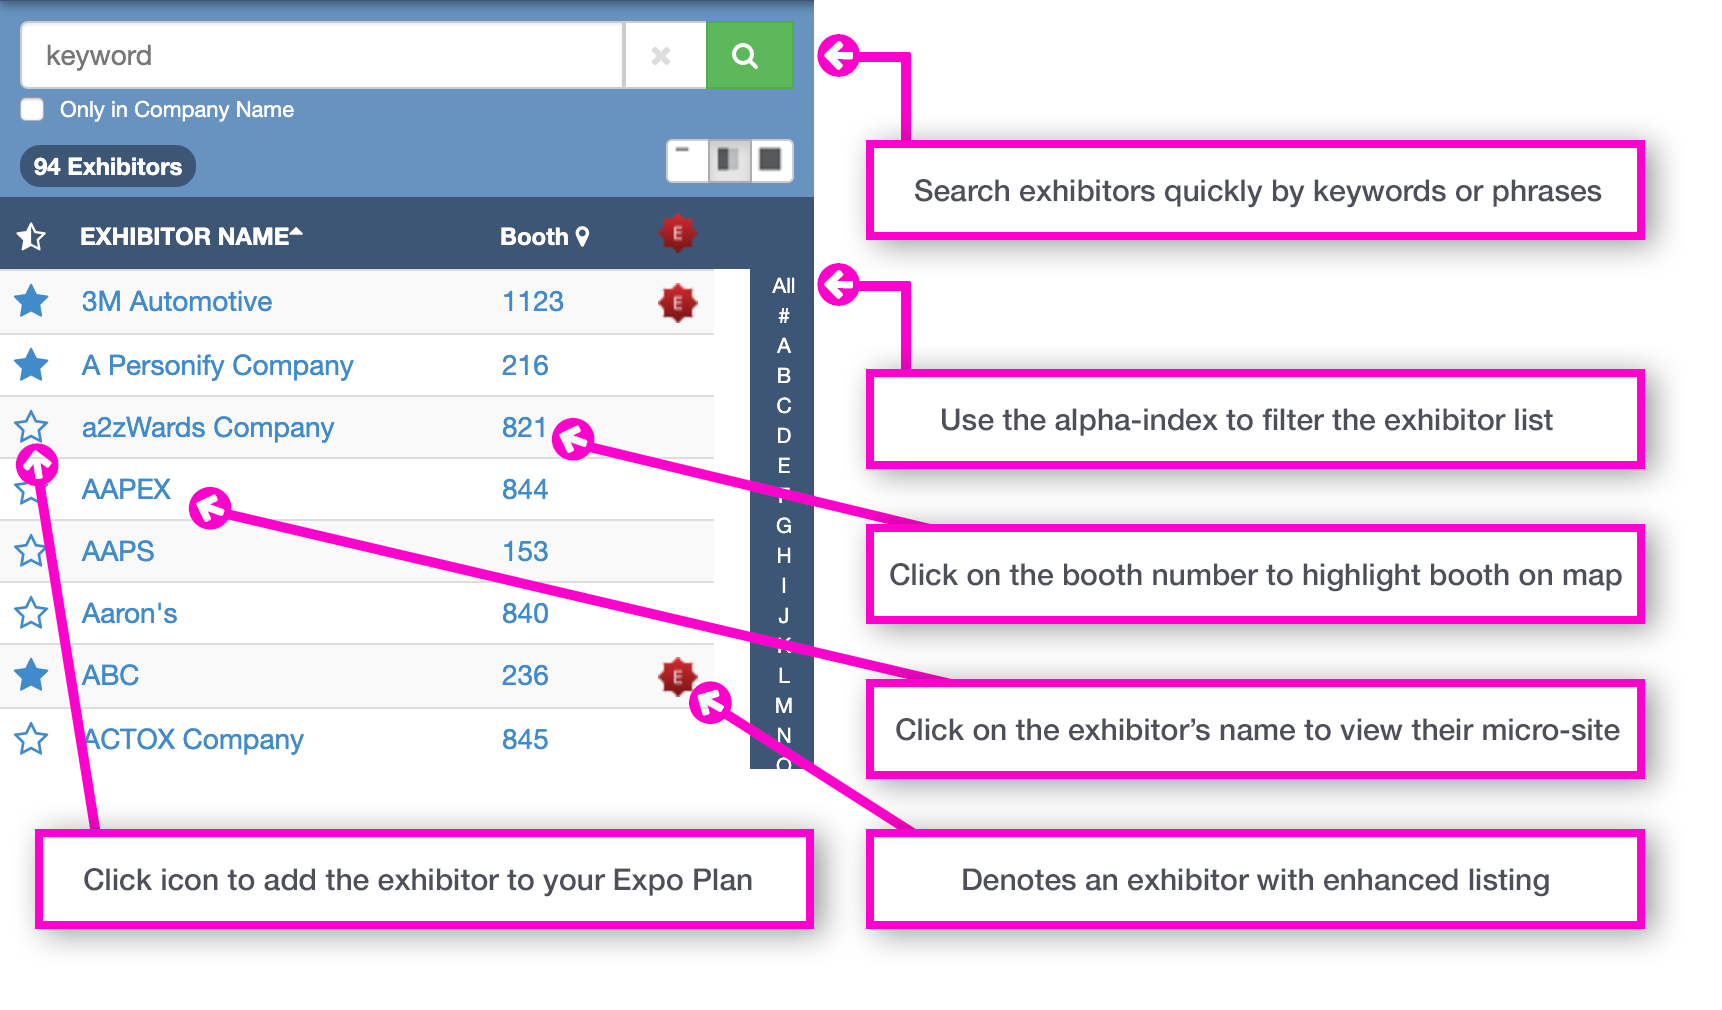 keyword
Only in Company Name
94 Exhibitors
EXHIBITOR NAME Booth E
3M Automotive 1123 E
A Personify Company 216
a2zWards Company 821
AAPEX 844
AAPS 153
Aaron's 840
ABC 236 E
ACTOX Company 845
All
#
A
B
C
D
E
F
G
H
I
J
K
L
M
N
O
Search exhibitors quickly by keywords or phrases
Use the alpha-index to filter the exhibitor list
Click on the booth number to highlight booth on map
Click on the exhibitor’s name to view their micro-site
Click icon to add the exhibitor to your Expo Plan
Denotes an exhibitor with enhanced listing